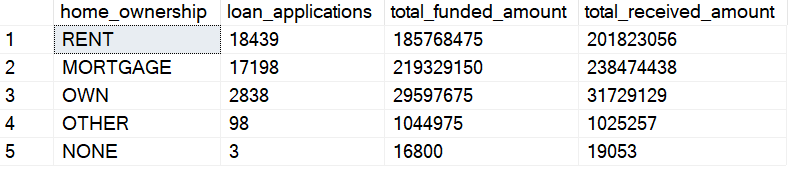 home_ownership loan_applications total_funded_amount total_received_amount
1 RENT 18439 185768475 201823056
2 MORTGAGE 17198 219329150 238474438
3 OWN 2838 29597675 31729129
4 OTHER 98 1044975 1025257
5 NONE 3 16800 19053